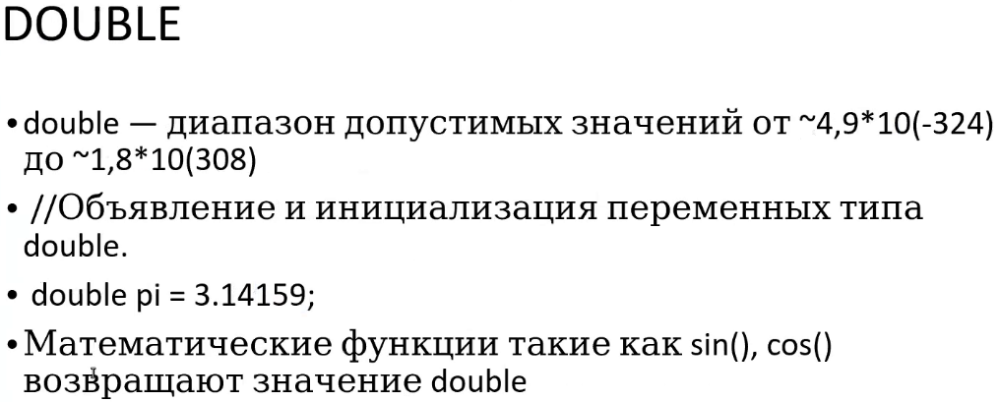 DOUBLE
•double — диапазон допустимых значений от ~4,9*10(-324)
до ~1,8*10(308)
• //Объявление и инициализация переменных типа
double.
• double pi = 3.14159;
•Математические функции такие как sin(), cos()
возвращают значение double